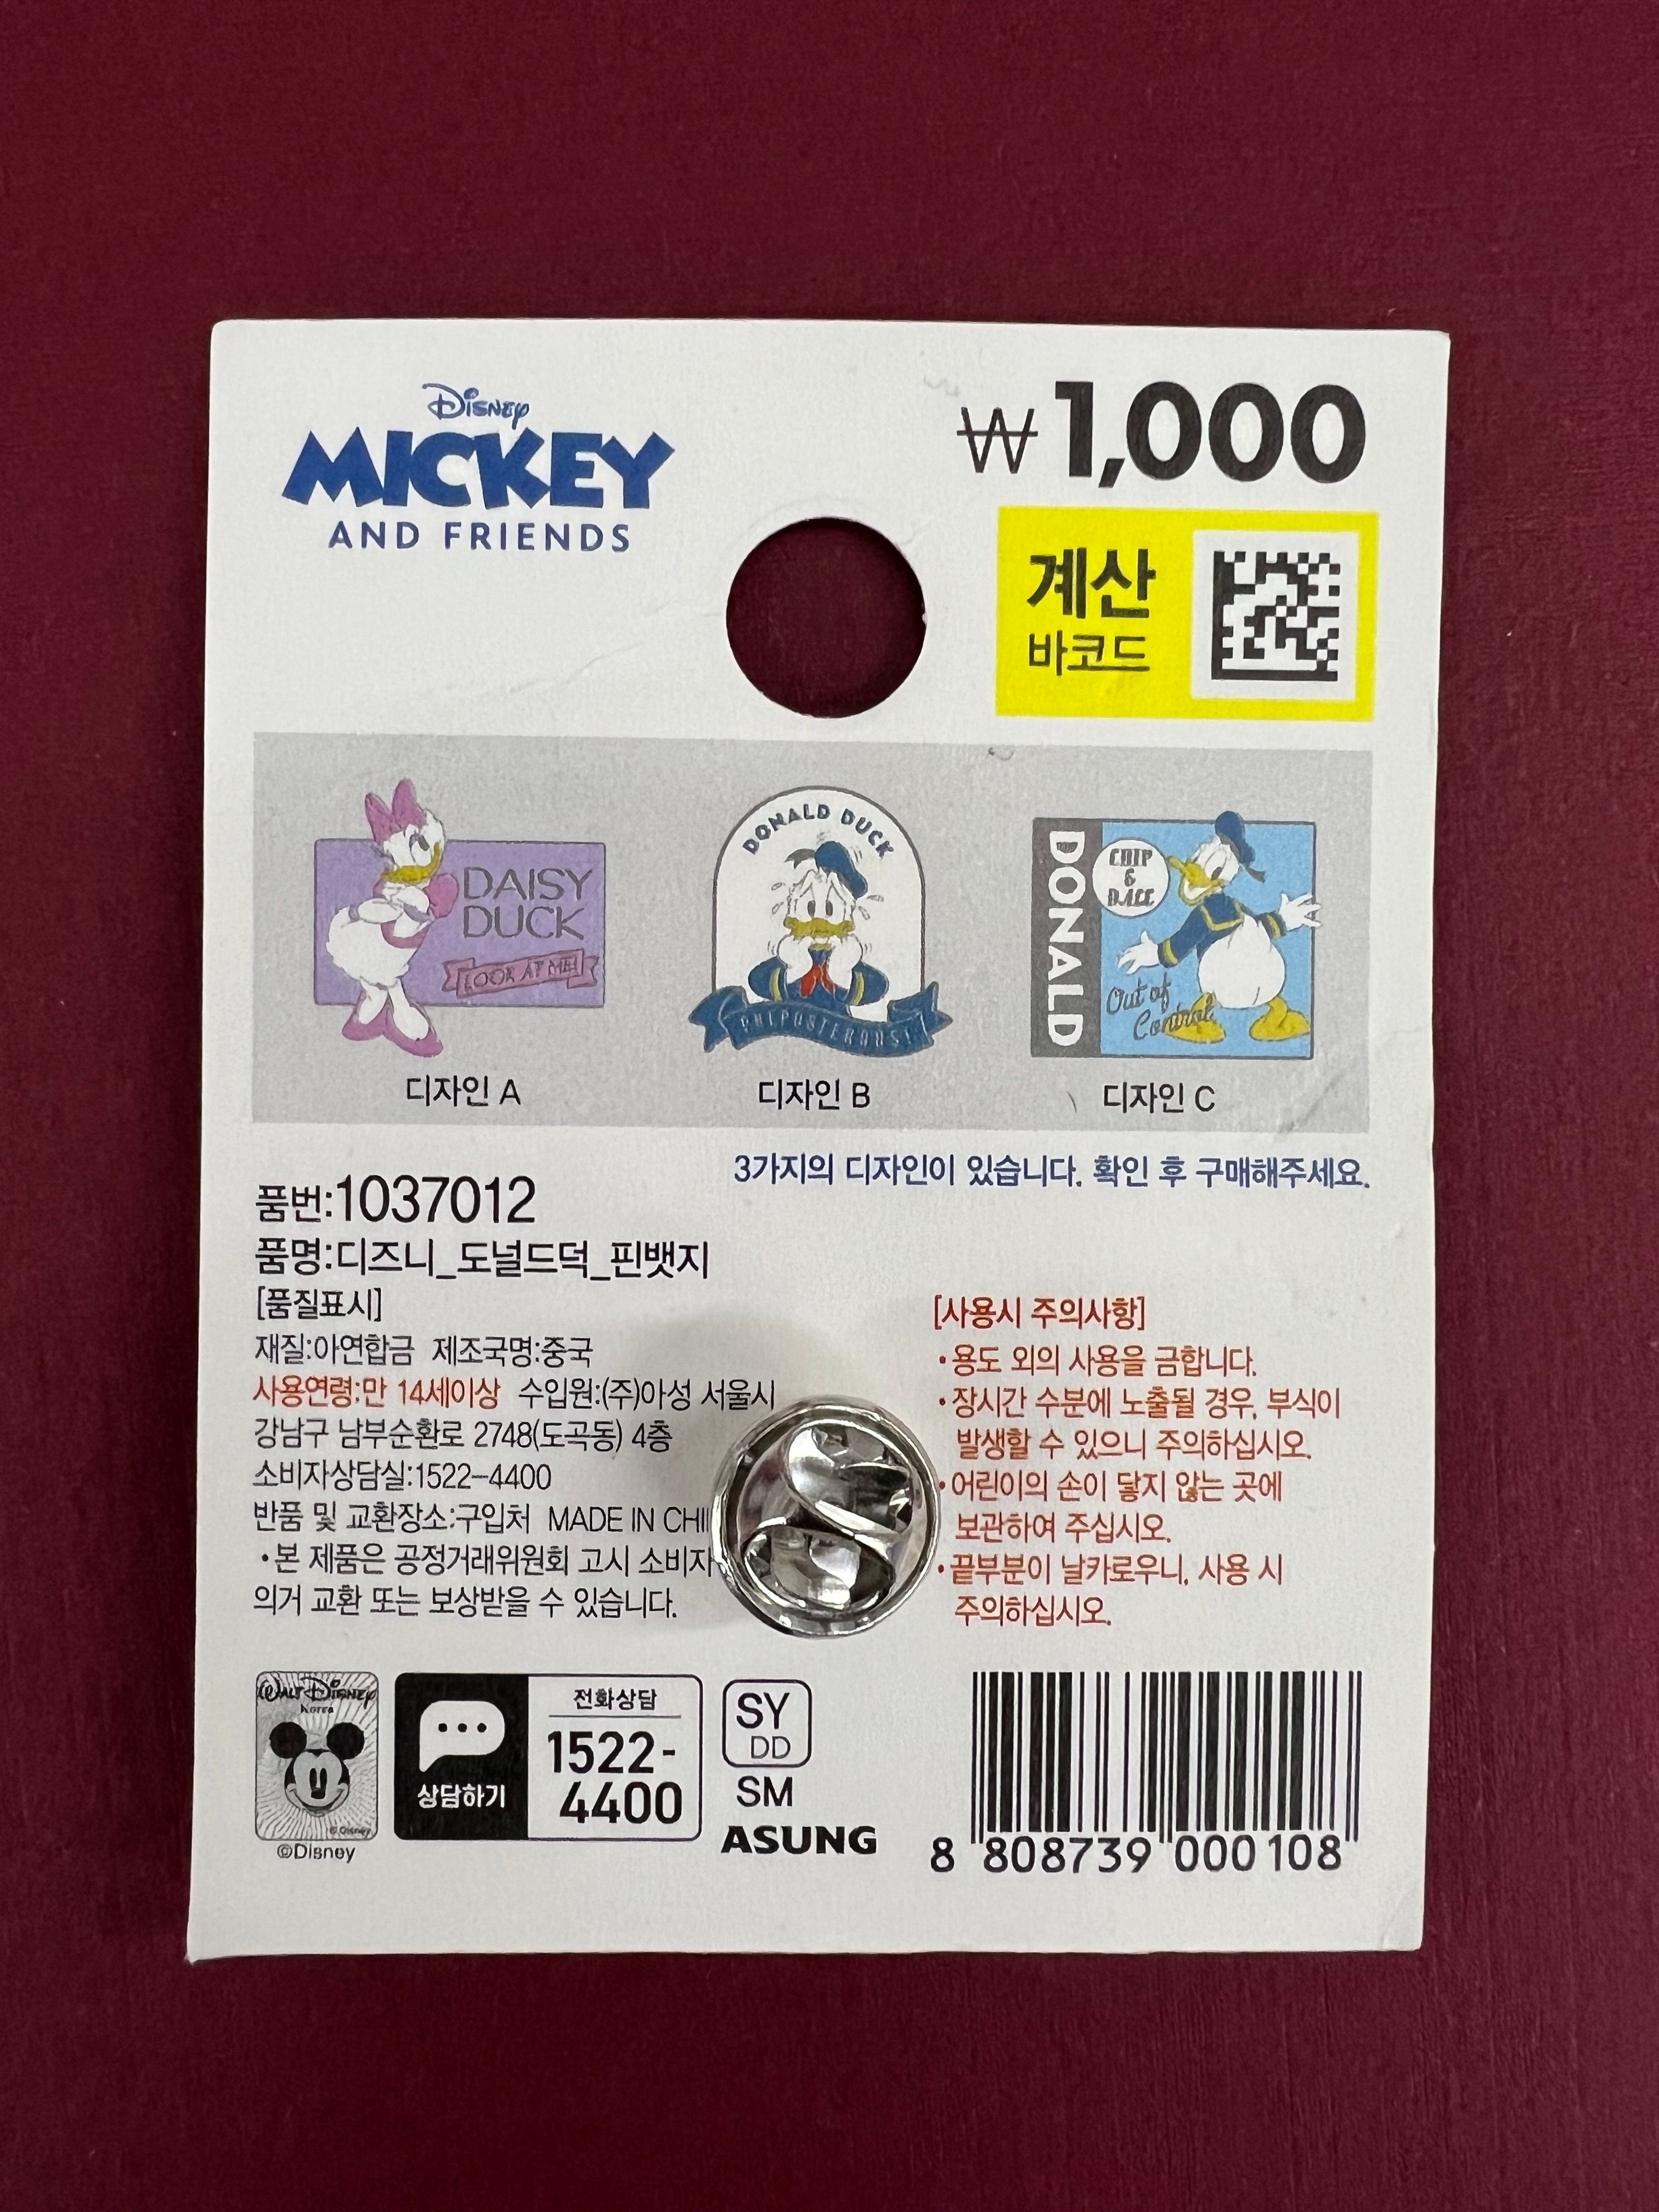 Disney
MICKEY
AND FRIENDS
₩1,000
계산
바코드
DAISY
DUCK
LOOK AT ME!
DONALD DUCK
PREPOSTEROUS!
DONALD
CHIP
&
DALE
Out of
Control
디자인 A
디자인 B
디자인 C
3가지의 디자인이 있습니다. 확인 후 구매해주세요.
품번:1037012
품명:디즈니_도널드덕_핀뱃지
[품질표시]
재질:아연합금 제조국명:중국
사용연령:만 14세이상 수입원:(주)아성 서울시
강남구 남부순환로 2748(도곡동) 4층
소비자상담실:1522-4400
반품 및 교환장소:구입처 MADE IN CHI
•본 제품은 공정거래위원회 고시 소비자
의거 교환 또는 보상받을 수 있습니다.
[사용시 주의사항]
•용도 외의 사용을 금합니다.
•장시간 수분에 노출될 경우, 부식이
발생할 수 있으니 주의하십시오.
•어린이의 손이 닿지 않는 곳에
보관하여 주십시오.
•끝부분이 날카로우니, 사용 시
주의하십시오.
WALT DISNEY
Korea
© Disney
©Disney
상담하기
전화상담
1522-
4400
SY
DD
SM
ASUNG
8 808739 000108